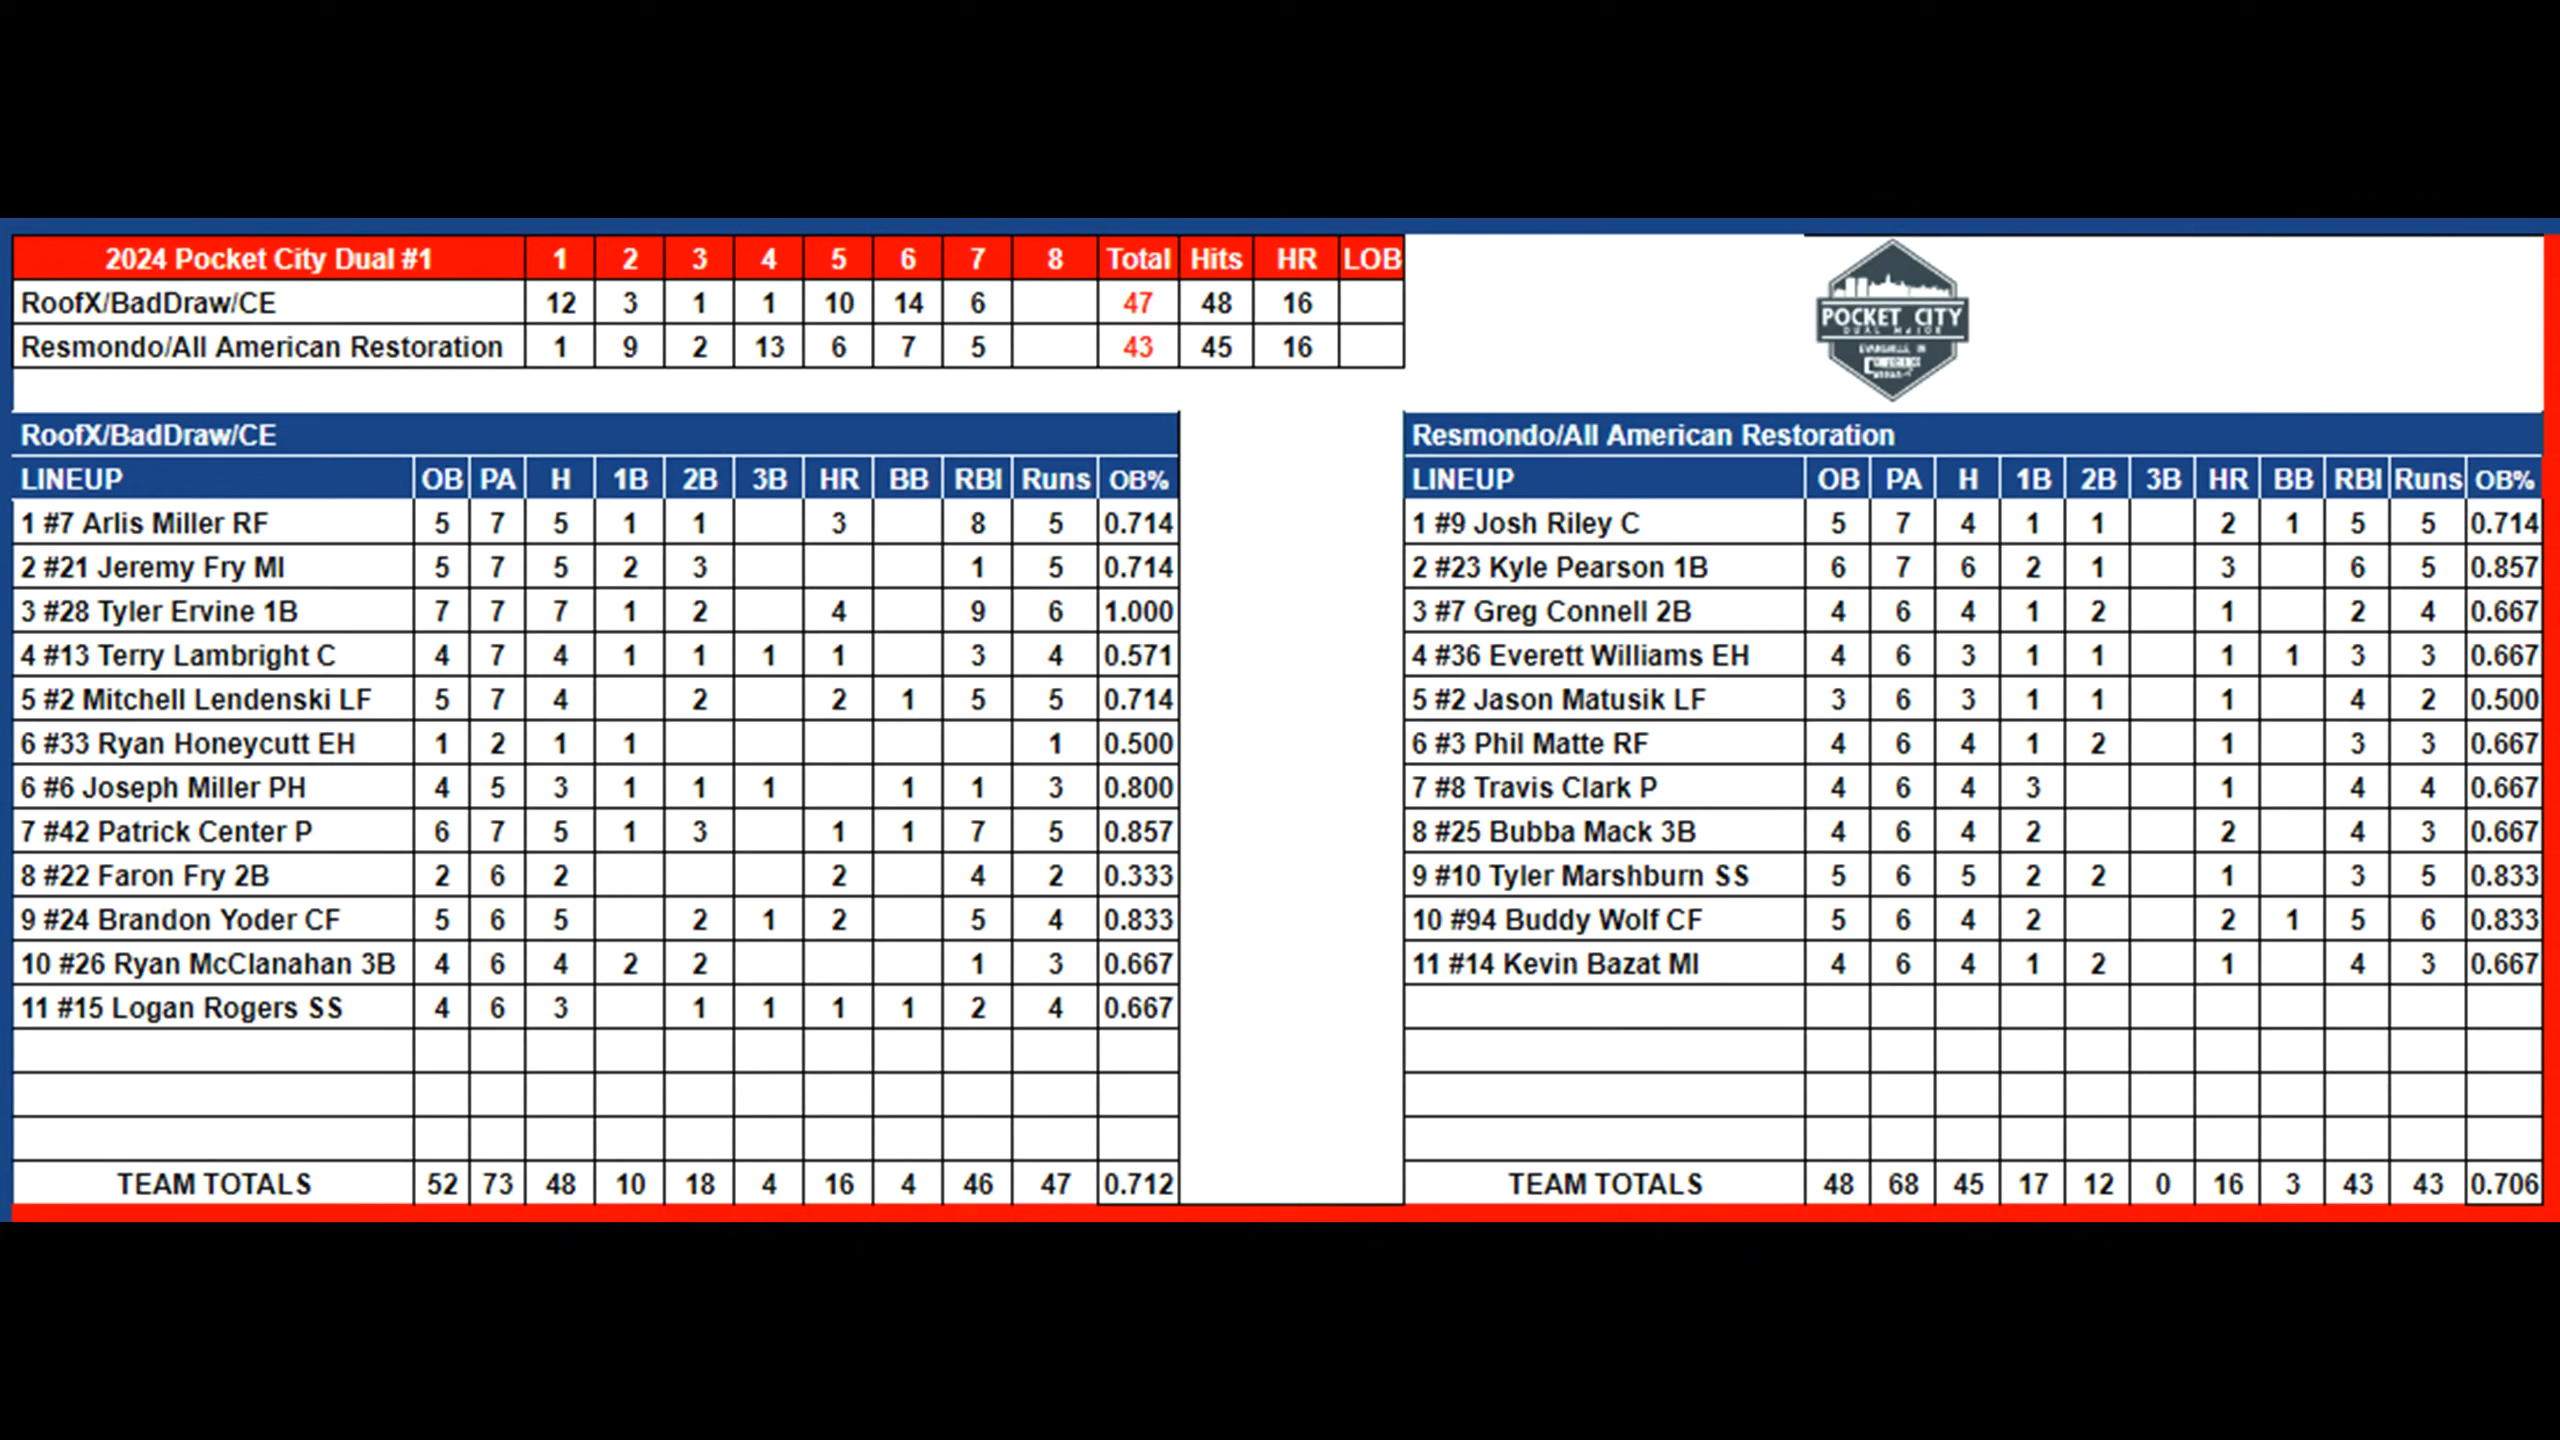 2024 Pocket City Dual #1 1 2 3 4 5 6 7 8 Total Hits HR LOB
RoofX/BadDraw/CE 12 3 1 1 10 14 6 47 48 16
Resmondo/All American Restoration 1 9 2 13 6 7 5 43 45 16
POCKET CITY
DUAL MAJOR
EVANSVILLE, IN
RoofX/BadDraw/CE
LINEUP OB PA H 1B 2B 3B HR BB RBI Runs OB%
1 #7 Arlis Miller RF 5 7 5 1 1 3 8 5 0.714
2 #21 Jeremy Fry MI 5 7 5 2 3 1 5 0.714
3 #28 Tyler Ervine 1B 7 7 7 1 2 4 9 6 1.000
4 #13 Terry Lambright C 4 7 4 1 1 1 1 3 4 0.571
5 #2 Mitchell Lendenski LF 5 7 4 2 2 1 5 5 0.714
6 #33 Ryan Honeycutt EH 1 2 1 1 1 0.500
6 #6 Joseph Miller PH 4 5 3 1 1 1 1 1 3 0.800
7 #42 Patrick Center P 6 7 5 1 3 1 1 7 5 0.857
8 #22 Faron Fry 2B 2 6 2 2 4 2 0.333
9 #24 Brandon Yoder CF 5 6 5 2 1 2 5 4 0.833
10 #26 Ryan McClanahan 3B 4 6 4 2 2 1 3 0.667
11 #15 Logan Rogers SS 4 6 3 1 1 1 1 2 4 0.667
TEAM TOTALS 52 73 48 10 18 4 16 4 46 47 0.712
Resmondo/All American Restoration
LINEUP OB PA H 1B 2B 3B HR BB RBI Runs OB%
1 #9 Josh Riley C 5 7 4 1 1 2 1 5 5 0.714
2 #23 Kyle Pearson 1B 6 7 6 2 1 3 6 5 0.857
3 #7 Greg Connell 2B 4 6 4 1 2 1 2 4 0.667
4 #36 Everett Williams EH 4 6 3 1 1 1 1 3 3 0.667
5 #2 Jason Matusik LF 3 6 3 1 1 1 4 2 0.500
6 #3 Phil Matte RF 4 6 4 1 2 1 3 3 0.667
7 #8 Travis Clark P 4 6 4 3 1 4 4 0.667
8 #25 Bubba Mack 3B 4 6 4 2 2 4 3 0.667
9 #10 Tyler Marshburn SS 5 6 5 2 2 1 3 5 0.833
10 #94 Buddy Wolf CF 5 6 4 2 2 1 5 6 0.833
11 #14 Kevin Bazat MI 4 6 4 1 2 1 4 3 0.667
TEAM TOTALS 48 68 45 17 12 0 16 3 43 43 0.706